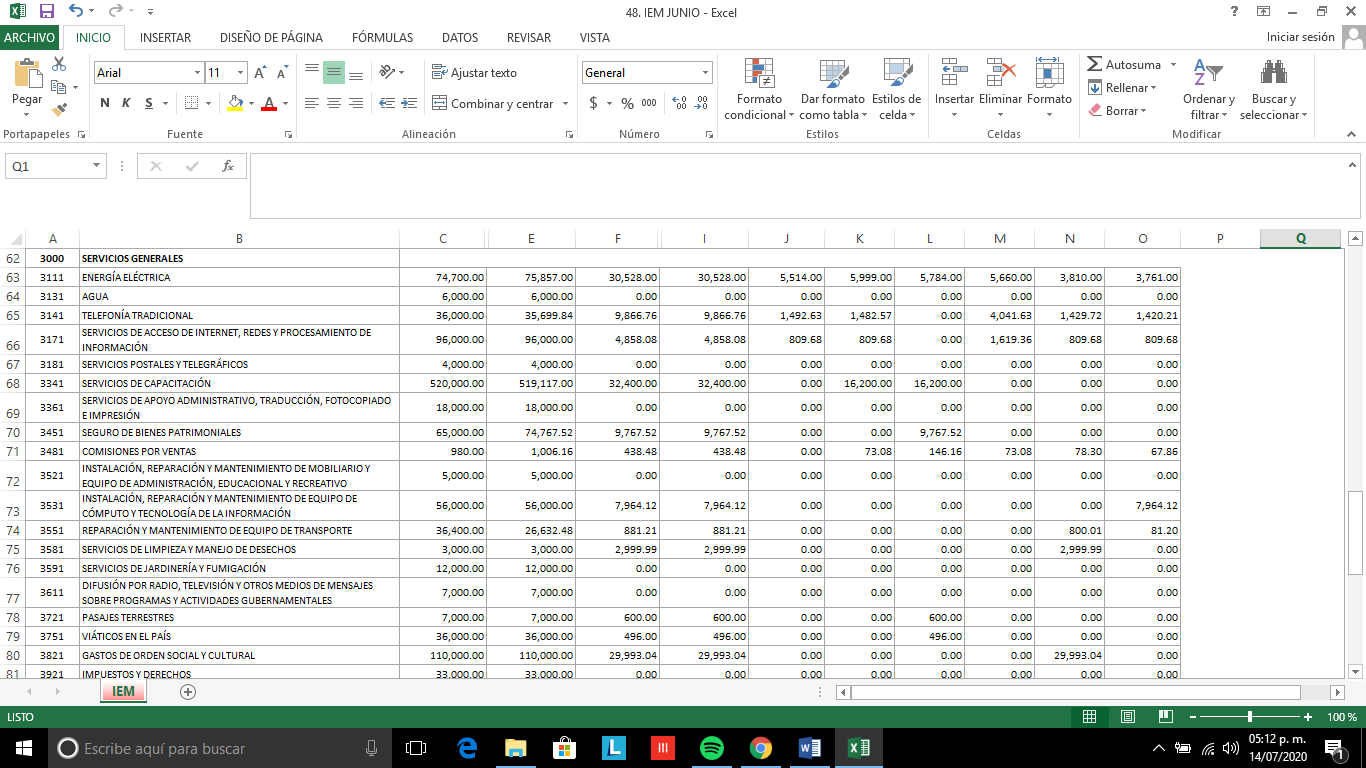 48. IEM JUNIO - Excel
ARCHIVO INICIO INSERTAR DISEÑO DE PÁGINA FÓRMULAS DATOS REVISAR VISTA Iniciar sesión
Pegar
Portapapeles
Arial 11
N K S
Fuente
Ajustar texto
Combinar y centrar
Alineación
General
$ % 000
Número
Formato condicional
Dar formato como tabla
Estilos de celda
Estilos
Insertar Eliminar Formato
Celdas
Autosuma
Rellenar
Borrar
Ordenar y filtrar
Buscar y seleccionar
Modificar
Q1
A B C E F I J K L M N O P Q
62 3000 SERVICIOS GENERALES
63 3111 ENERGÍA ELÉCTRICA 74,700.00 75,857.00 30,528.00 30,528.00 5,514.00 5,999.00 5,784.00 5,660.00 3,810.00 3,761.00
64 3131 AGUA 6,000.00 6,000.00 0.00 0.00 0.00 0.00 0.00 0.00 0.00 0.00
65 3141 TELEFONÍA TRADICIONAL 36,000.00 35,699.84 9,866.76 9,866.76 1,492.63 1,482.57 0.00 4,041.63 1,429.72 1,420.21
SERVICIOS DE ACCESO DE INTERNET, REDES Y PROCESAMIENTO DE
66 3171 INFORMACIÓN 96,000.00 96,000.00 4,858.08 4,858.08 809.68 809.68 0.00 1,619.36 809.68 809.68
67 3181 SERVICIOS POSTALES Y TELEGRÁFICOS 4,000.00 4,000.00 0.00 0.00 0.00 0.00 0.00 0.00 0.00 0.00
68 3341 SERVICIOS DE CAPACITACIÓN 520,000.00 519,117.00 32,400.00 32,400.00 0.00 16,200.00 16,200.00 0.00 0.00 0.00
SERVICIOS DE APOYO ADMINISTRATIVO, TRADUCCIÓN, FOTOCOPIADO
69 3361 E IMPRESIÓN 18,000.00 18,000.00 0.00 0.00 0.00 0.00 0.00 0.00 0.00 0.00
70 3451 SEGURO DE BIENES PATRIMONIALES 65,000.00 74,767.52 9,767.52 9,767.52 0.00 0.00 9,767.52 0.00 0.00 0.00
71 3481 COMISIONES POR VENTAS 980.00 1,006.16 438.48 438.48 0.00 73.08 146.16 73.08 78.30 67.86
INSTALACIÓN, REPARACIÓN Y MANTENIMIENTO DE MOBILIARIO Y
72 3521 EQUIPO DE ADMINISTRACIÓN, EDUCACIONAL Y RECREATIVO 5,000.00 5,000.00 0.00 0.00 0.00 0.00 0.00 0.00 0.00 0.00
INSTALACIÓN, REPARACIÓN Y MANTENIMIENTO DE EQUIPO DE
73 3531 CÓMPUTO Y TECNOLOGÍA DE LA INFORMACIÓN 56,000.00 56,000.00 7,964.12 7,964.12 0.00 0.00 0.00 0.00 0.00 7,964.12
74 3551 REPARACIÓN Y MANTENIMIENTO DE EQUIPO DE TRANSPORTE 36,400.00 26,632.48 881.21 881.21 0.00 0.00 0.00 0.00 800.01 81.20
75 3581 SERVICIOS DE LIMPIEZA Y MANEJO DE DESECHOS 3,000.00 3,000.00 2,999.99 2,999.99 0.00 0.00 0.00 0.00 2,999.99 0.00
76 3591 SERVICIOS DE JARDINERÍA Y FUMIGACIÓN 12,000.00 12,000.00 0.00 0.00 0.00 0.00 0.00 0.00 0.00 0.00
DIFUSIÓN POR RADIO, TELEVISIÓN Y OTROS MEDIOS DE MENSAJES
77 3611 SOBRE PROGRAMAS Y ACTIVIDADES GUBERNAMENTALES 7,000.00 7,000.00 0.00 0.00 0.00 0.00 0.00 0.00 0.00 0.00
78 3721 PASAJES TERRESTRES 7,000.00 7,000.00 600.00 600.00 0.00 0.00 600.00 0.00 0.00 0.00
79 3751 VIÁTICOS EN EL PAÍS 36,000.00 36,000.00 496.00 496.00 0.00 0.00 496.00 0.00 0.00 0.00
80 3821 GASTOS DE ORDEN SOCIAL Y CULTURAL 110,000.00 110,000.00 29,993.04 29,993.04 0.00 0.00 0.00 0.00 29,993.04 0.00
81 3921 IMPUESTOS Y DERECHOS 33,000.00 33,000.00 0.00 0.00 0.00 0.00 0.00 0.00 0.00 0.00
IEM
LISTO 100 %
Escribe aquí para buscar
05:12 p. m.
14/07/2020
1